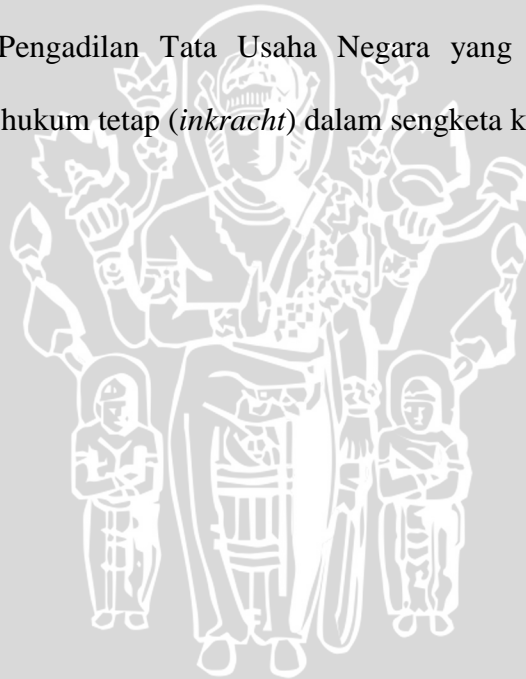 Pengadilan Tata Usaha Negara yang
hukum tetap (inkracht) dalam sengketa k